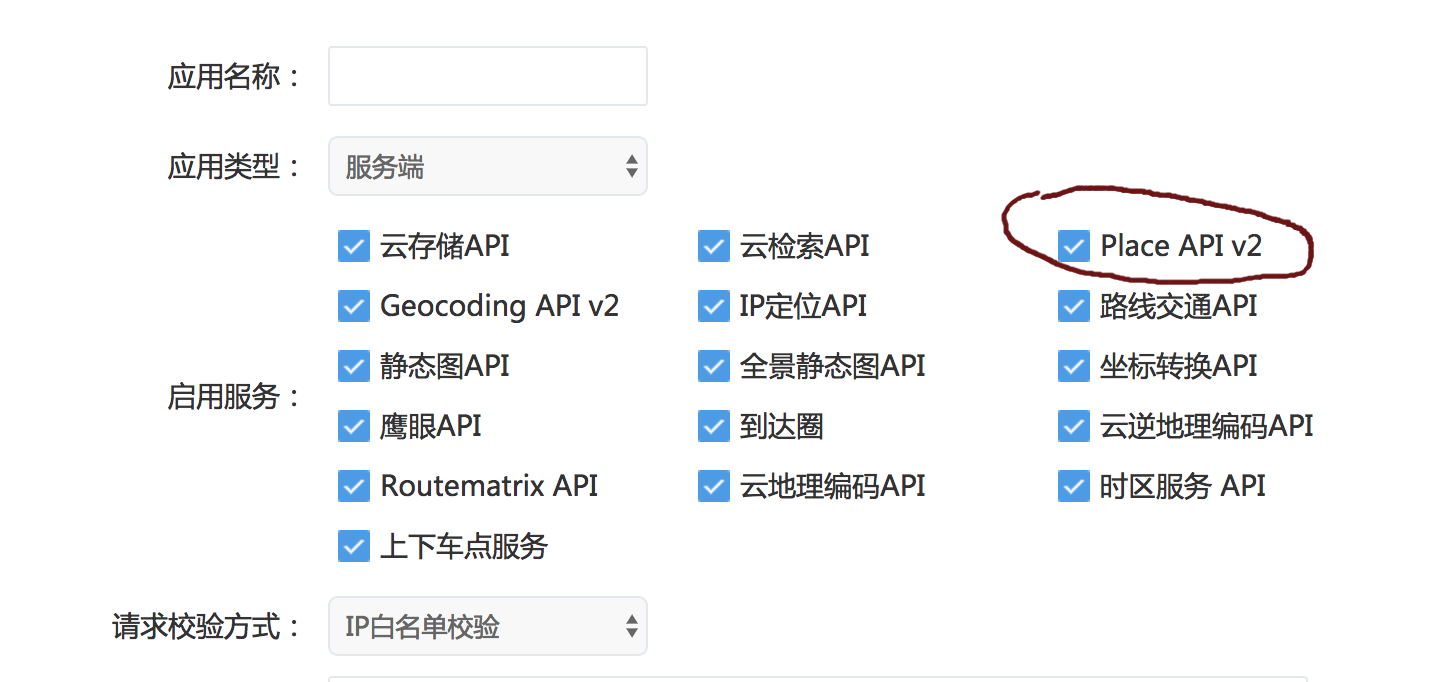 应用名称：
应用类型： 服务端
云存储API 云检索API Place API v2
Geocoding API v2 IP定位API 路线交通API
静态图API 全景静态图API 坐标转换API
启用服务：
鹰眼API 到达圈 云逆地理编码API
Routematrix API 云地理编码API 时区服务 API
上下车点服务
请求校验方式： IP白名单校验